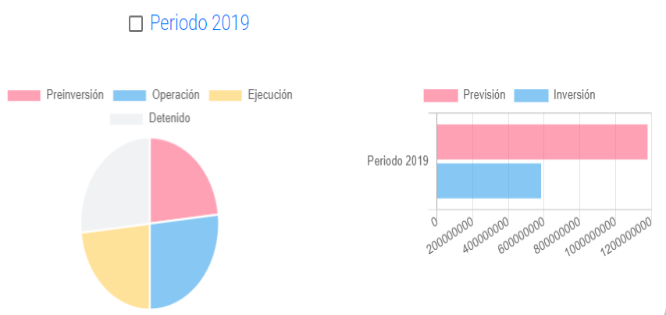 Periodo 2019
Preinversión Operación Ejecución
Detenido
Previsión Inversión
Periodo 2019
0 200000000 400000000 600000000 800000000 1000000000 1200000000